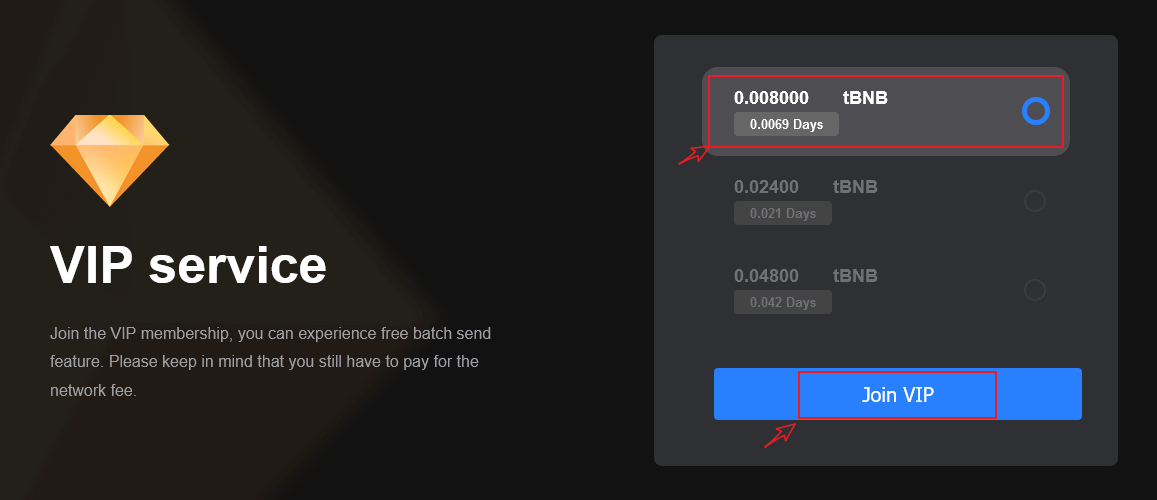 VIP service
Join the VIP membership, you can experience free batch send
feature. Please keep in mind that you still have to pay for the
network fee.
0.008000 tBNB
0.0069 Days
0.02400 tBNB
0.021 Days
0.04800 tBNB
0.042 Days
Join VIP